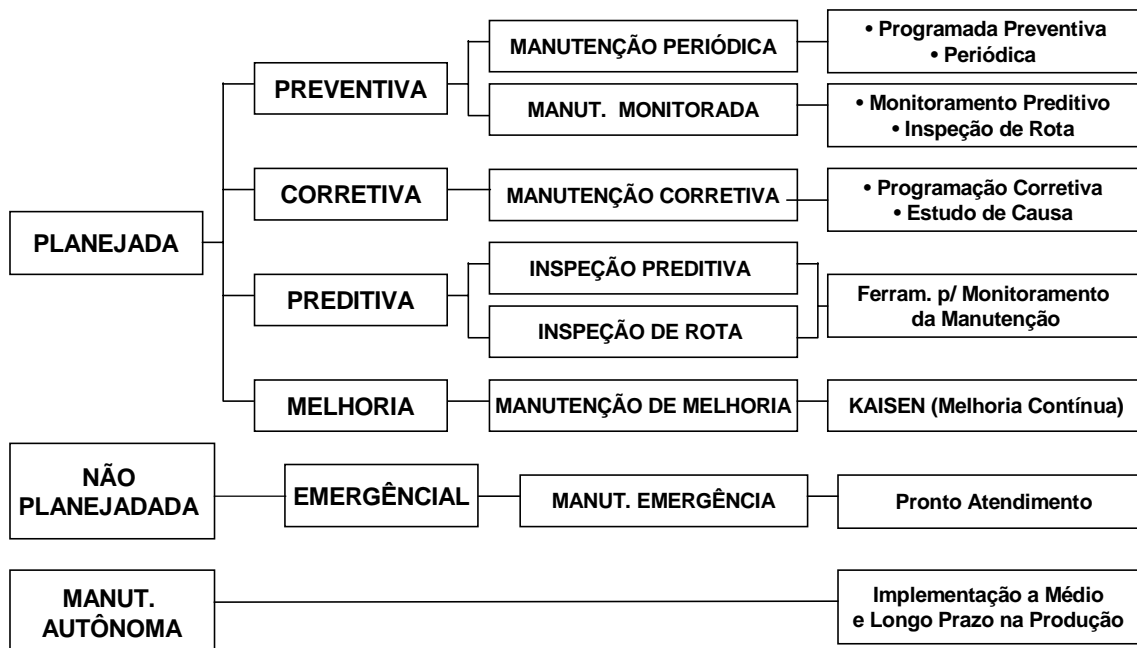 PLANEJADA
PREVENTIVA
MANUTENÇÃO PERIÓDICA
• Programada Preventiva
• Periódica
MANUT. MONITORADA
• Monitoramento Preditivo
• Inspeção de Rota
CORRETIVA
MANUTENÇÃO CORRETIVA
• Programação Corretiva
• Estudo de Causa
PREDITIVA
INSPEÇÃO PREDITIVA
INSPEÇÃO DE ROTA
Ferram. p/ Monitoramento
da Manutenção
MELHORIA
MANUTENÇÃO DE MELHORIA
KAISEN (Melhoria Contínua)
NÃO
PLANEJADADA
EMERGÊNCIAL
MANUT. EMERGÊNCIA
Pronto Atendimento
MANUT.
AUTÔNOMA
Implementação a Médio
e Longo Prazo na Produção